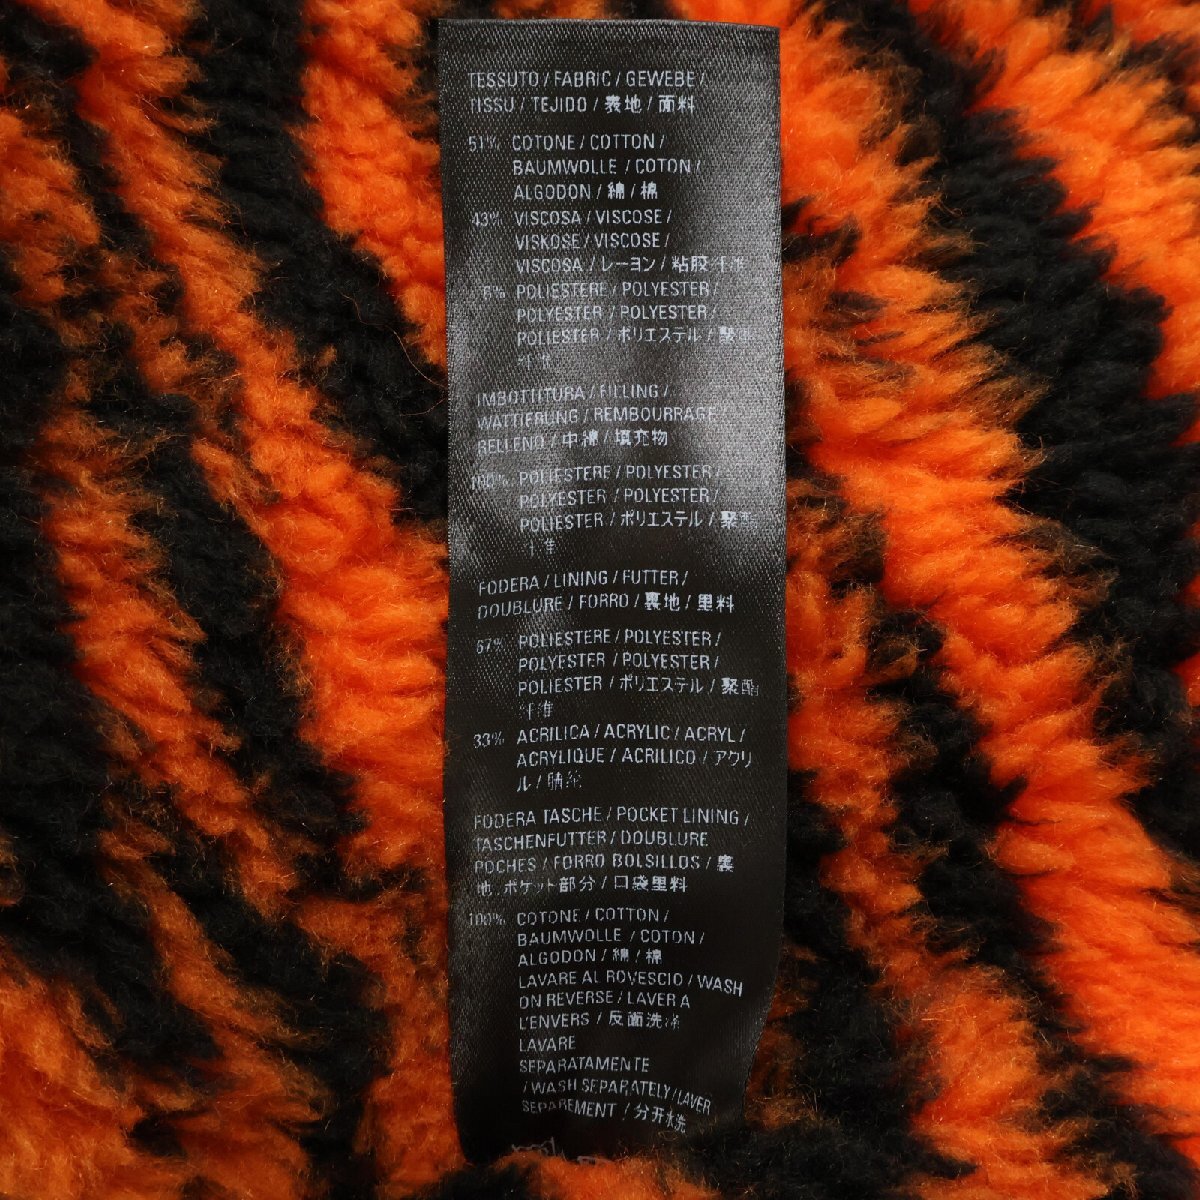 TESSUTO / FABRIC / GEWEBE /
TISSU / TEJIDO / 表地 / 面料
51% COTONE / COTTON /
BAUMWOLLE / COTON /
ALGODON / 綿 / 棉
43% VISCOSA / VISCOSE /
VISKOSE / VISCOSE /
VISCOSA / レーヨン / 粘胶纤维
6% POLIESTERE / POLYESTER /
POLYESTER / POLYESTER /
POLIESTER / ポリエステル / 聚酯
纤维
IMBOTTITURA / FILLING /
WATTIERUNG / REMBOURRAGE /
RELLENO / 中綿 / 填充物
100% POLIESTERE / POLYESTER /
POLYESTER / POLYESTER /
POLIESTER / ポリエステル / 聚酯
纤维
FODERA / LINING / FUTTER /
DOUBLURE / FORRO / 裏地 / 里料
67% POLIESTERE / POLYESTER /
POLYESTER / POLYESTER /
POLIESTER / ポリエステル / 聚酯
纤维
33% ACRILICA / ACRYLIC / ACRYL /
ACRYLIQUE / ACRILICO / アクリ
ル / 腈纶
FODERA TASCHE / POCKET LINING /
TASCHENFUTTER / DOUBLURE
POCHES / FORRO BOLSILLOS / 裏
地, ポケット部分 / 口袋里料
100% COTONE / COTTON /
BAUMWOLLE / COTON /
ALGODON / 綿 / 棉
LAVARE AL ROVESCIO / WASH
ON REVERSE / LAVER A
L'ENVERS / 反面洗涤
LAVARE
SEPARATAMENTE
/ WASH SEPARATELY / LAVER
SEPAREMENT / 分开水洗